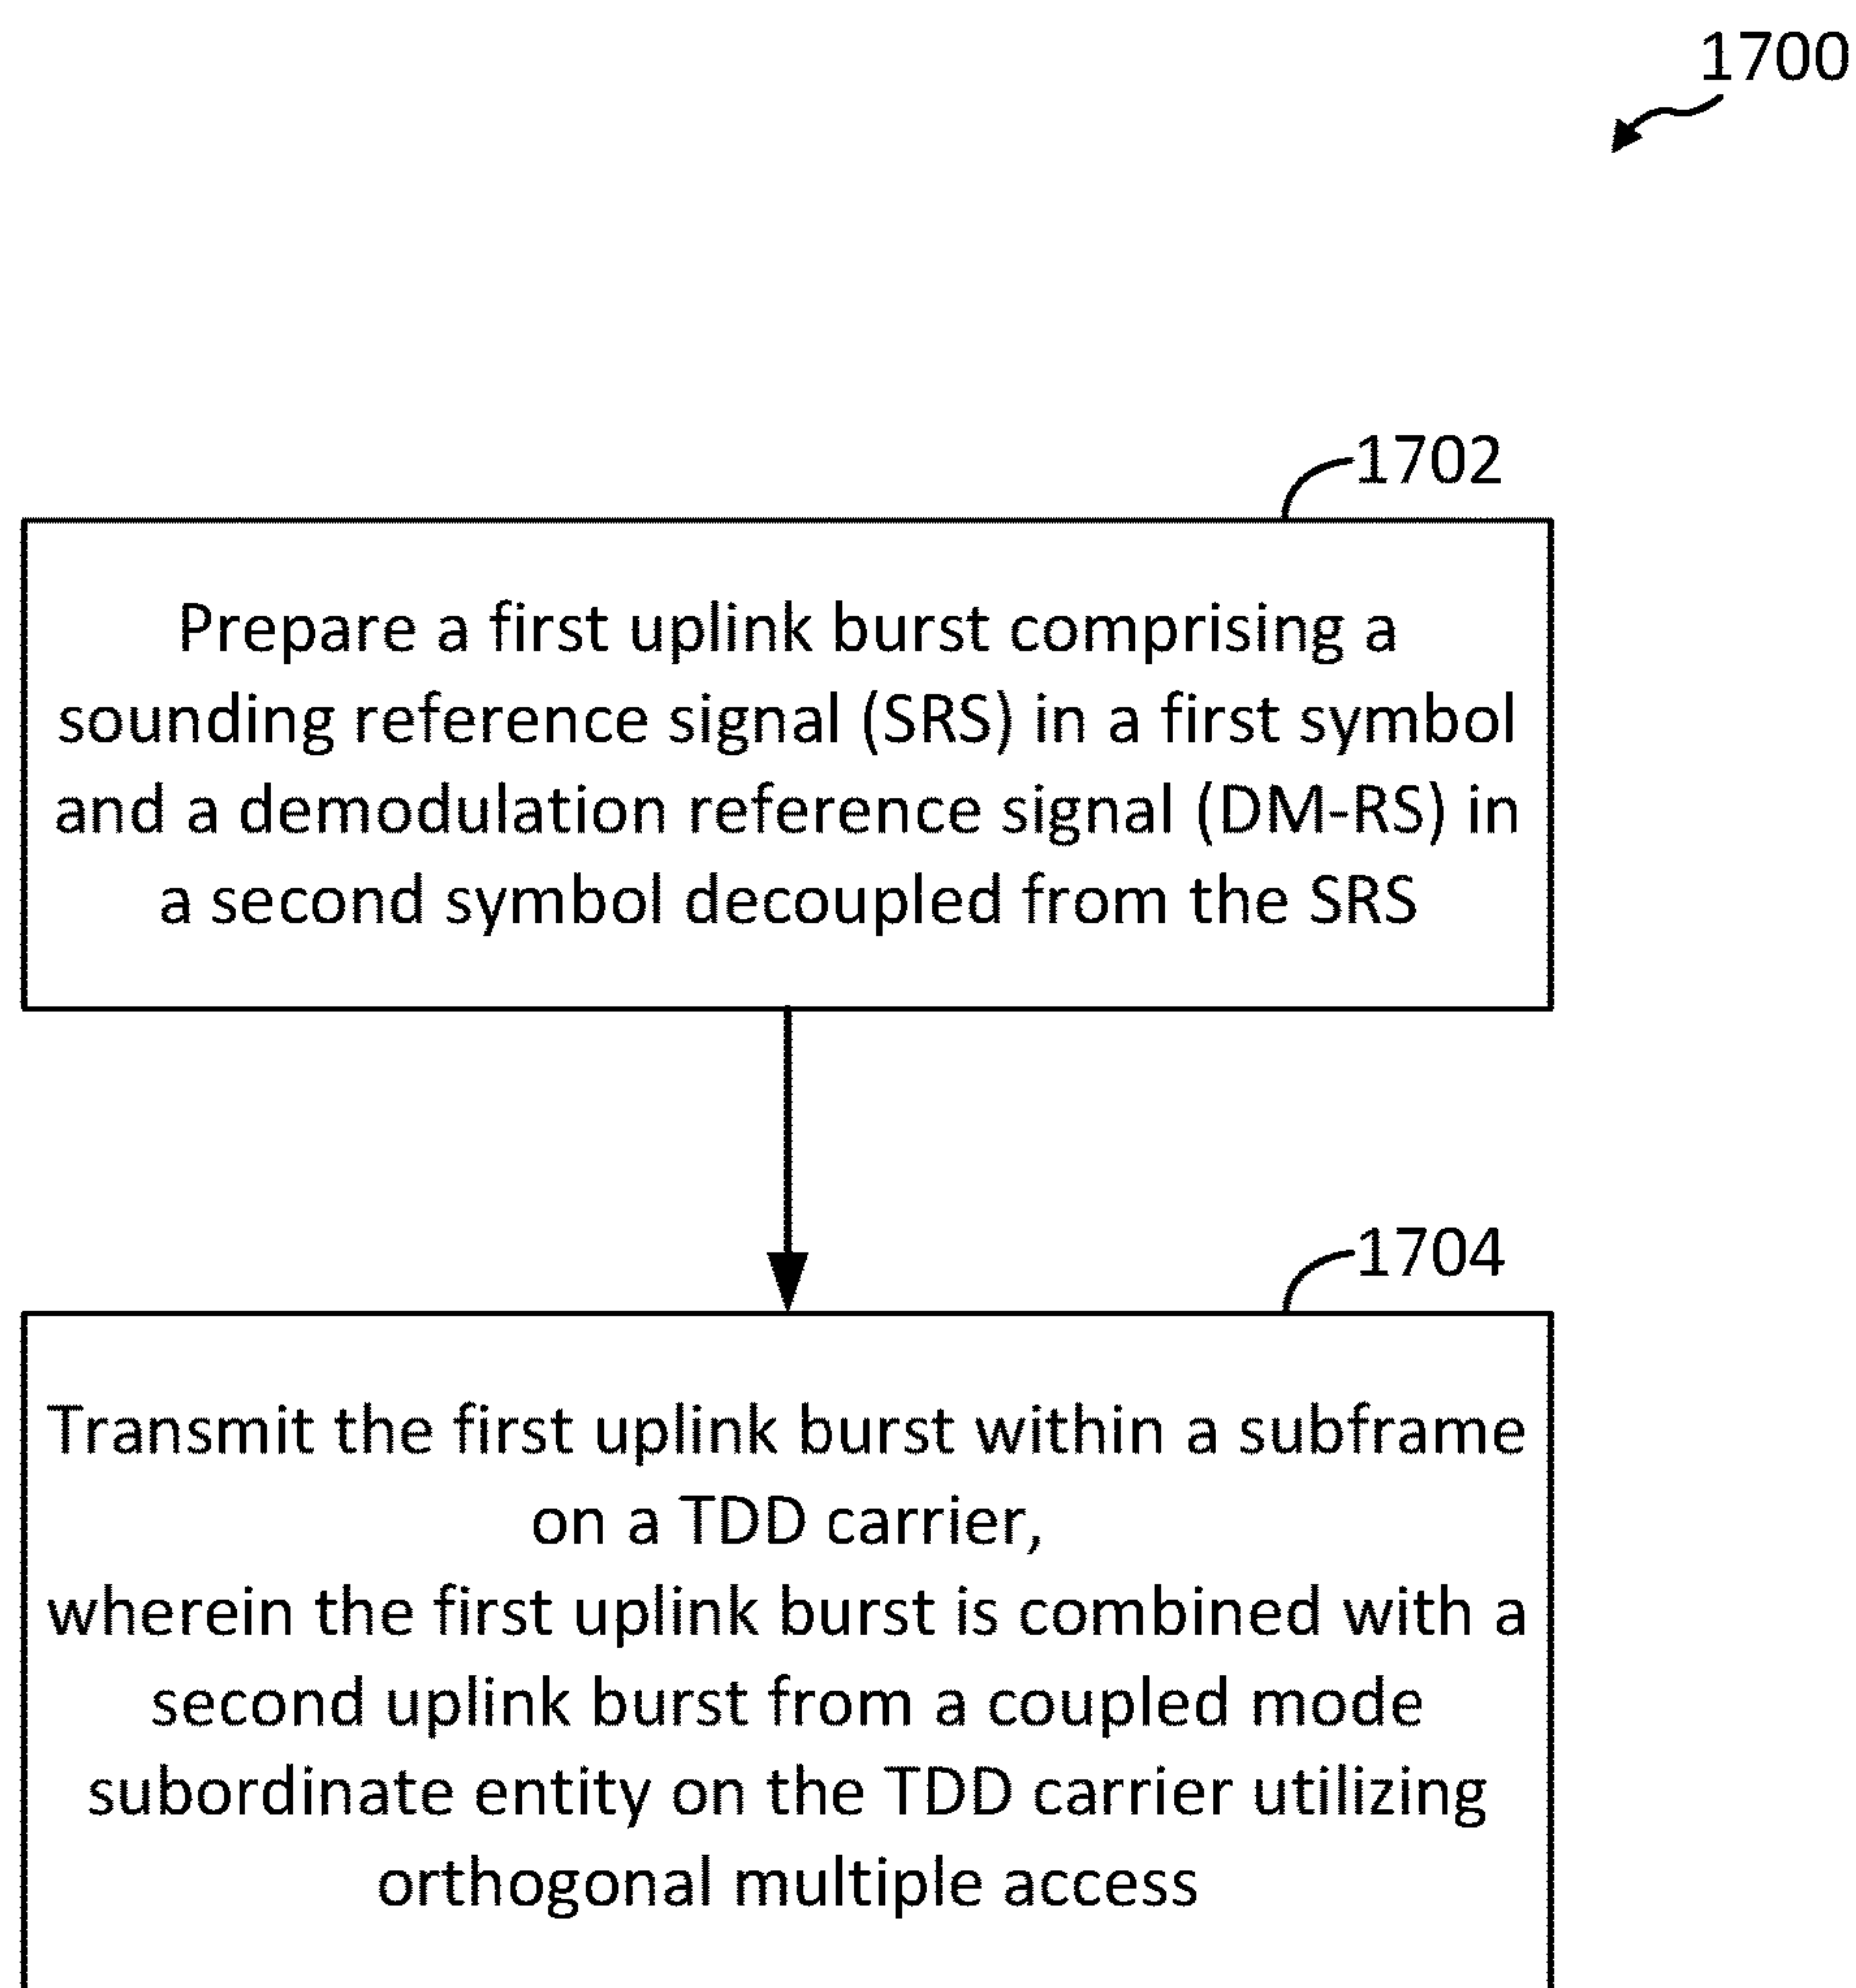 1700
1702
Prepare a first uplink burst comprising a
sounding reference signal (SRS) in a first symbol
and a demodulation reference signal (DM-RS) in
a second symbol decoupled from the SRS
1704
Transmit the first uplink burst within a subframe
on a TDD carrier,
wherein the first uplink burst is combined with a
second uplink burst from a coupled mode
subordinate entity on the TDD carrier utilizing
orthogonal multiple access